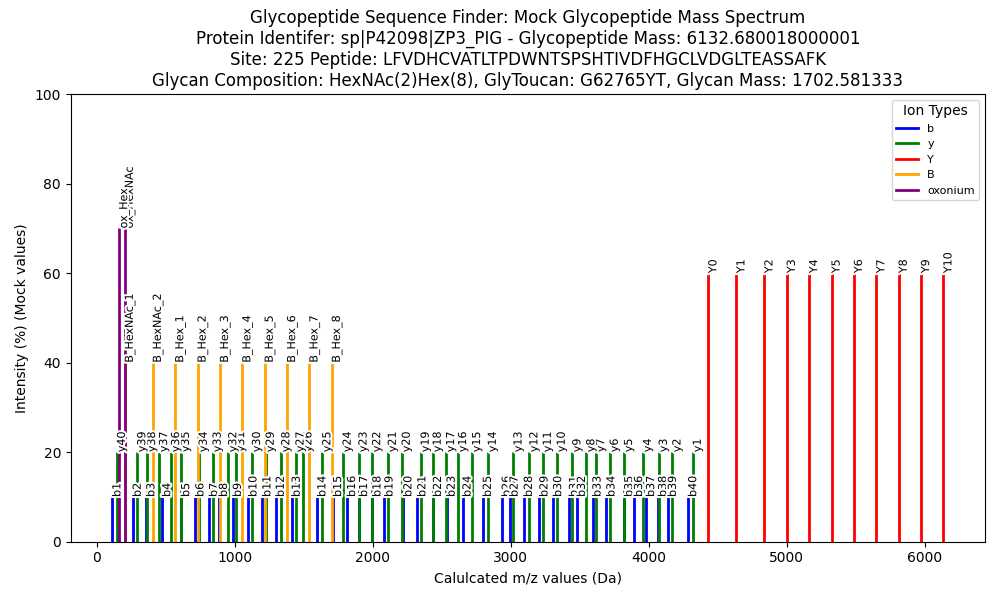 Glycopeptide Sequence Finder: Mock Glycopeptide Mass Spectrum
Protein Identifer: sp|P42098|ZP3_PIG - Glycopeptide Mass: 6132.680018000001
Site: 225 Peptide: LFVDHCVATLTPDWNTSPSHTIVDFHGCLVDGLTEASSAFK
Glycan Composition: HexNAc(2)Hex(8), GlyToucan: G62765YT, Glycan Mass: 1702.581333
Intensity (%) (Mock values)
100
80
60
40
20
0
Ion Types
b
y
Y
B
oxonium
ox_Hex
ox_HexNAc
B_HexNAc_1
B_HexNAc_2
B_Hex_1
B_Hex_2
B_Hex_3
B_Hex_4
B_Hex_5
B_Hex_6
B_Hex_7
B_Hex_8
Y0
Y1
Y2
Y3
Y4
Y5
Y6
Y7
Y8
Y9
Y10
y40
y39
y38
y37
y36
y35
y34
y33
y32
y31
y30
y29
y28
y27
y26
y25
y24
y23
y22
y21
y20
y19
y18
y17
y16
y15
y14
y13
y12
y11
y10
y9
y8
y7
y6
y5
y4
y3
y2
y1
b1
b2
b3
b4
b5
b6
b7
b8
b9
b10
b11
b12
b13
b14
b15
b16
b17
b18
b19
b20
b21
b22
b23
b24
b25
b26
b27
b28
b29
b30
b31
b32
b33
b34
b35
b36
b37
b38
b39
b40
0
1000
2000
3000
4000
5000
6000
Calulcated m/z values (Da)